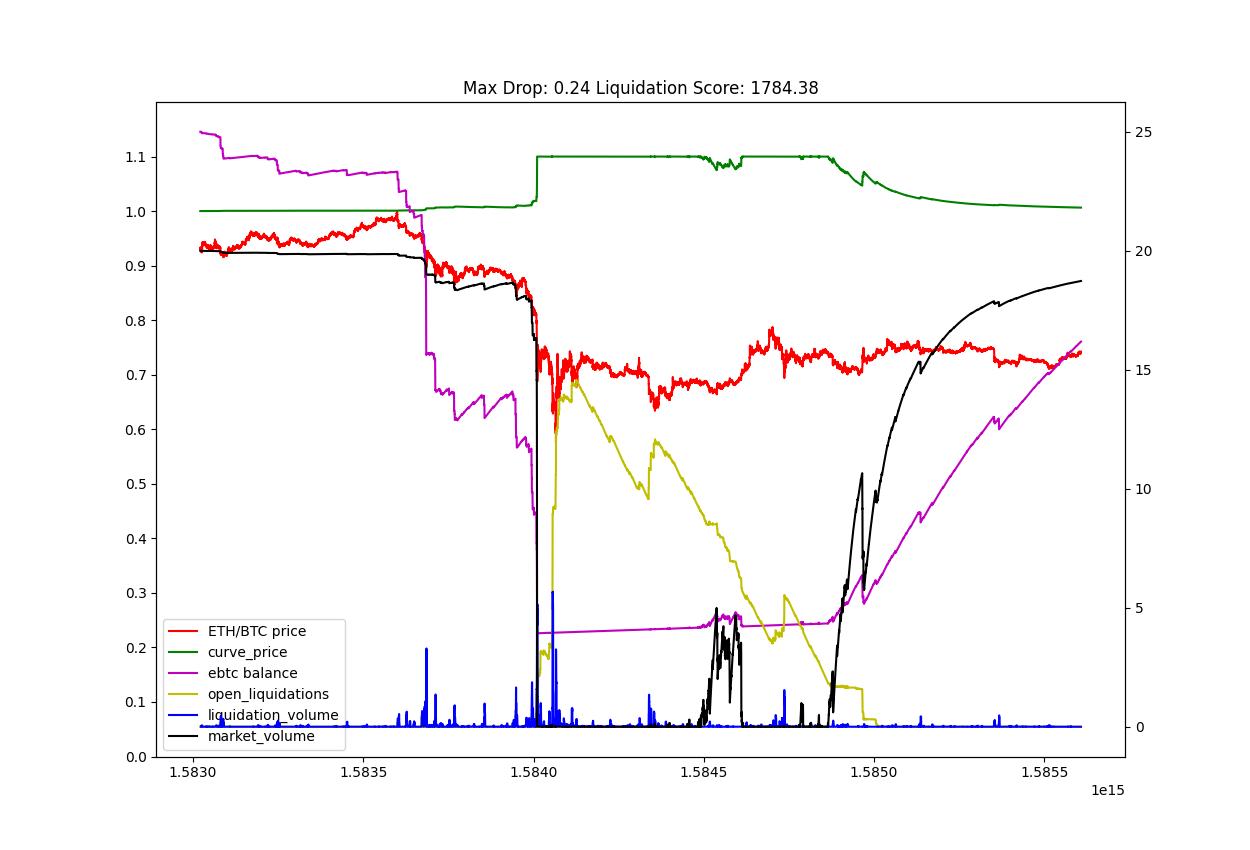 Max Drop: 0.24 Liquidation Score: 1784.38
1.1
1.0
0.9
0.8
0.7
0.6
0.5
0.4
0.3
0.2
0.1
0.0
25
20
15
10
5
0
ETH/BTC price
curve_price
ebtc balance
open_liquidations
liquidation_volume
market_volume
1.5830 1.5835 1.5840 1.5845 1.5850 1.5855
1e15